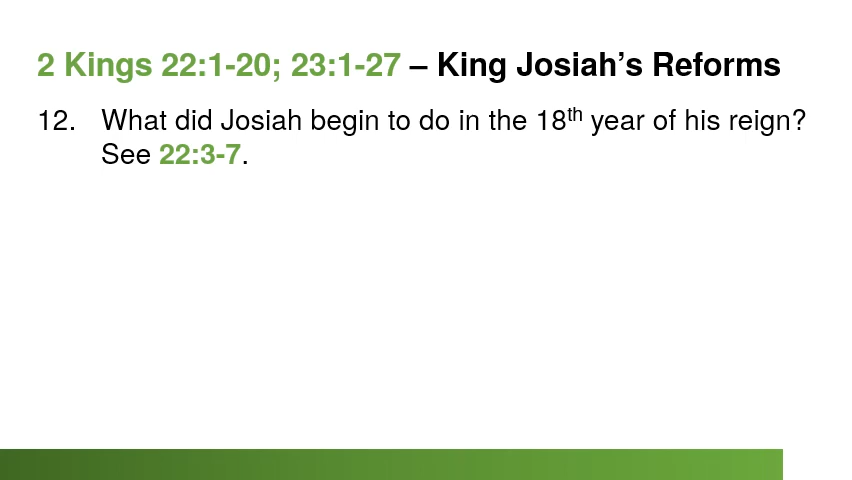 2 Kings 22:1-20; 23:1-27 – King Josiah’s Reforms
12. What did Josiah begin to do in the 18th year of his reign?
See 22:3-7.